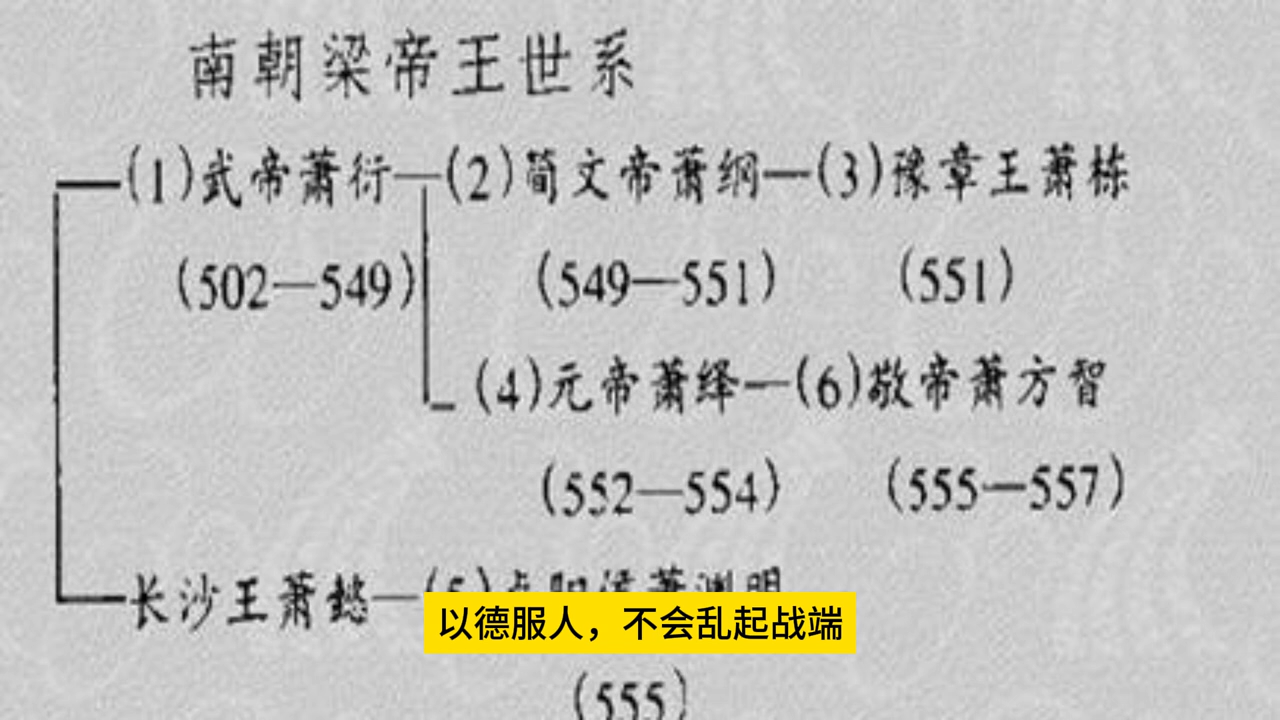 南朝梁帝王世系
(1)武帝萧衍—(2)简文帝萧纲—(3)豫章王萧栋
(502—549) (549—551) (551)
(4)元帝萧绎—(6)敬帝萧方智
(552—554) (555—557)
长沙王萧懿—(5)
以德服人，不会乱起战端
(555)